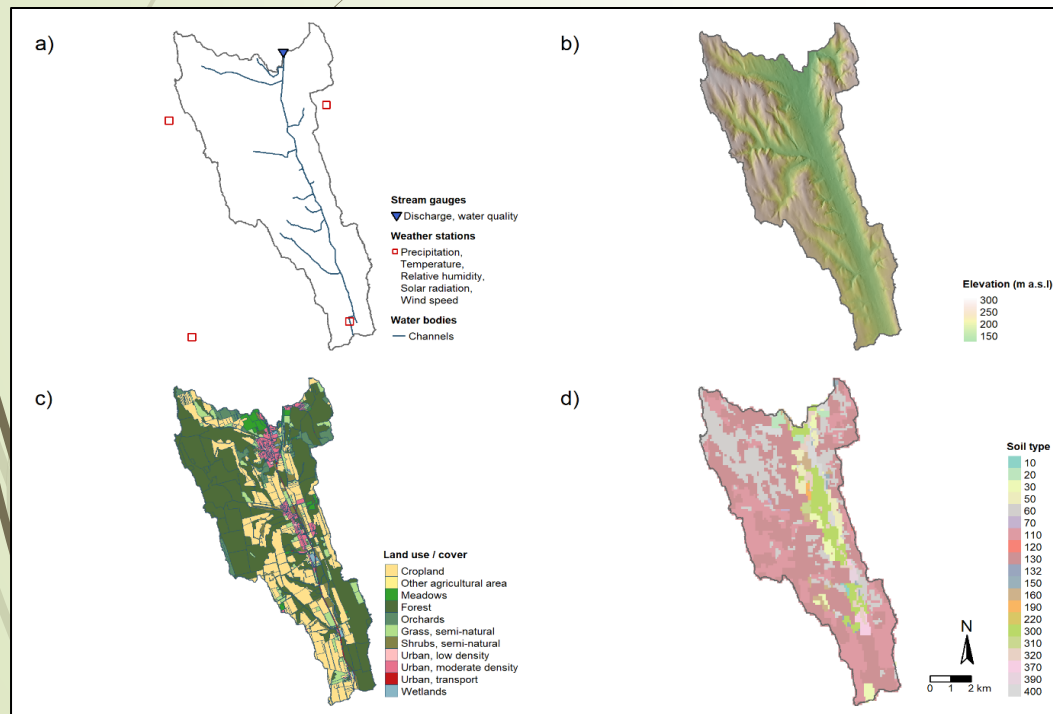 a)
Stream gauges
Discharge, water quality
Weather stations
Precipitation,
Temperature,
Relative humidity,
Solar radiation,
Wind speed
Water bodies
Channels
b)
Elevation (m a.s.l)
300
250
200
150
c)
Land use / cover
Cropland
Other agricultural area
Meadows
Forest
Orchards
Grass, semi-natural
Shrubs, semi-natural
Urban, low density
Urban, moderate density
Urban, transport
Wetlands
d)
Soil type
10
20
30
50
60
70
110
120
130
132
150
160
190
220
300
310
320
370
390
400
N
0 1 2 km